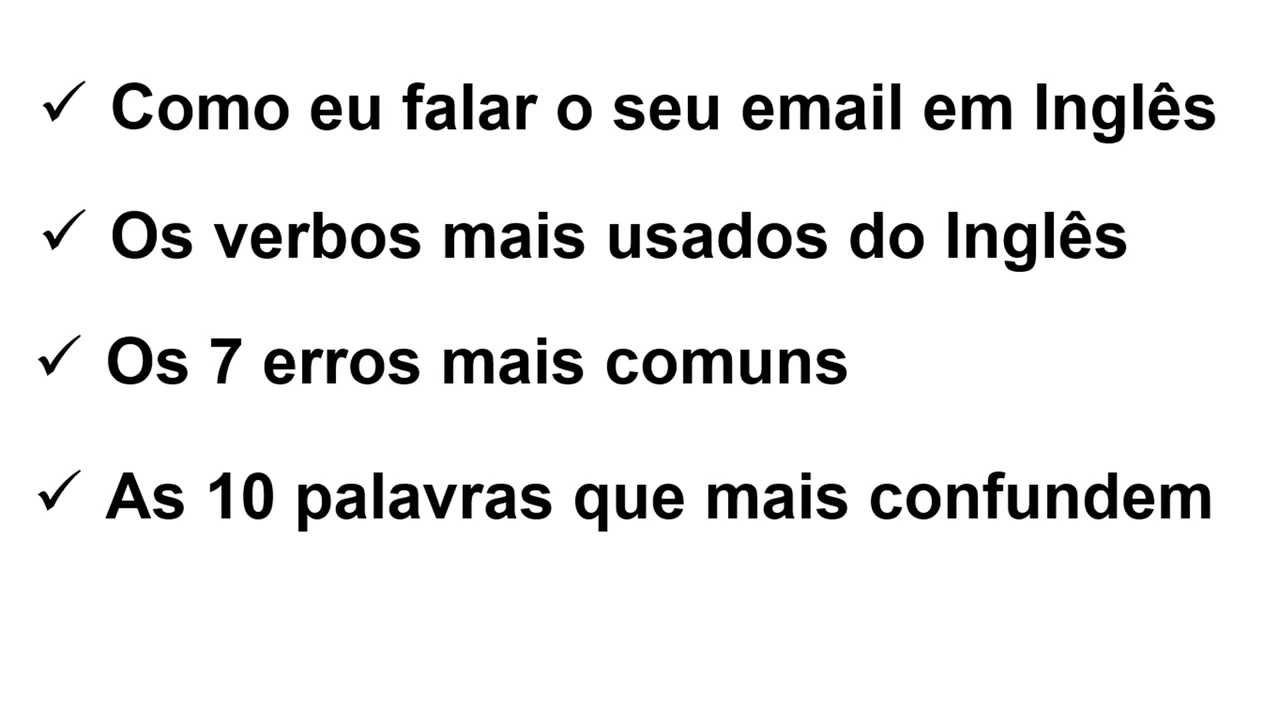 ✓ Como eu falar o seu email em Inglês
✓ Os verbos mais usados do Inglês
✓ Os 7 erros mais comuns
✓ As 10 palavras que mais confundem